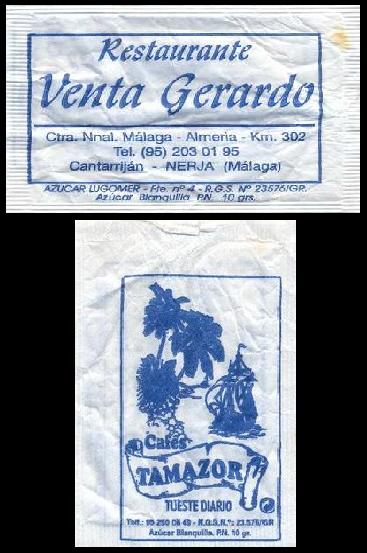 Restaurante
Venta Gerardo
Ctra. Nnal. Málaga - Almería - Km. 302
Tel. (95) 203 01 95
Cantarriján - NERJA (Málaga)
AZUCAR LUGOMER - Fte. nº 4 - R.G.S. Nº 23576/GR.
Azúcar Blanquilla P.N. 10 grs.
Cafés
TAMAZOR
TUESTE DIARIO
Azúcar Blanquilla. P.N. 10 gr.